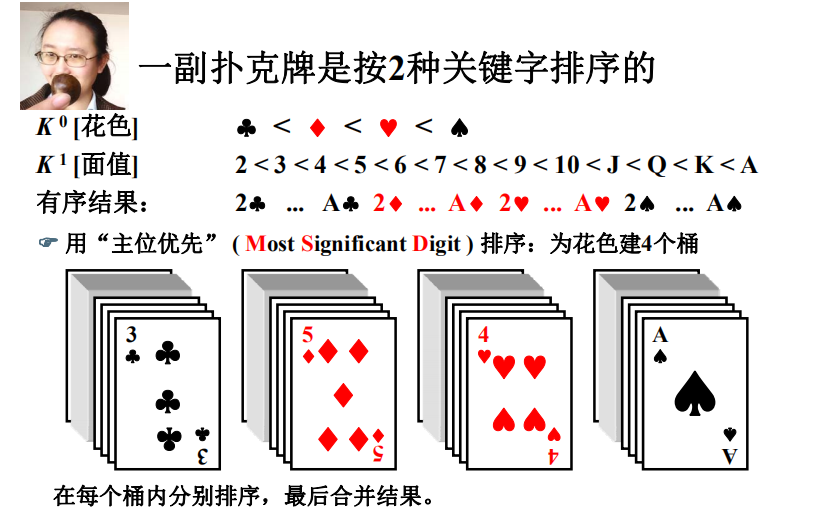 一副扑克牌是按2种关键字排序的
K 0 [花色] ♣ < ♦ < ♥ < ♠
K 1 [面值] 2 < 3 < 4 < 5 < 6 < 7 < 8 < 9 < 10 < J < Q < K < A
有序结果： 2♣ ... A♣ 2♦ ... A♦ 2♥ ... A♥ 2♠ ... A♠
☞ 用“主位优先” ( Most Significant Digit ) 排序：为花色建4个桶
3 5 4 A
3 5 4 A
在每个桶内分别排序，最后合并结果。